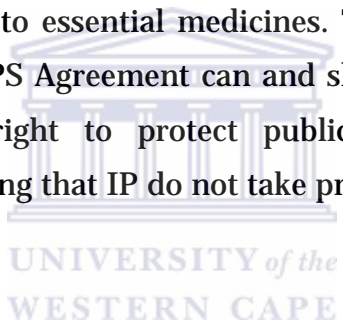 to essential medicines. T
PS Agreement can and sh
right to protect public
ng that IP do not take pr
UNIVERSITY of the
WESTERN CAPE